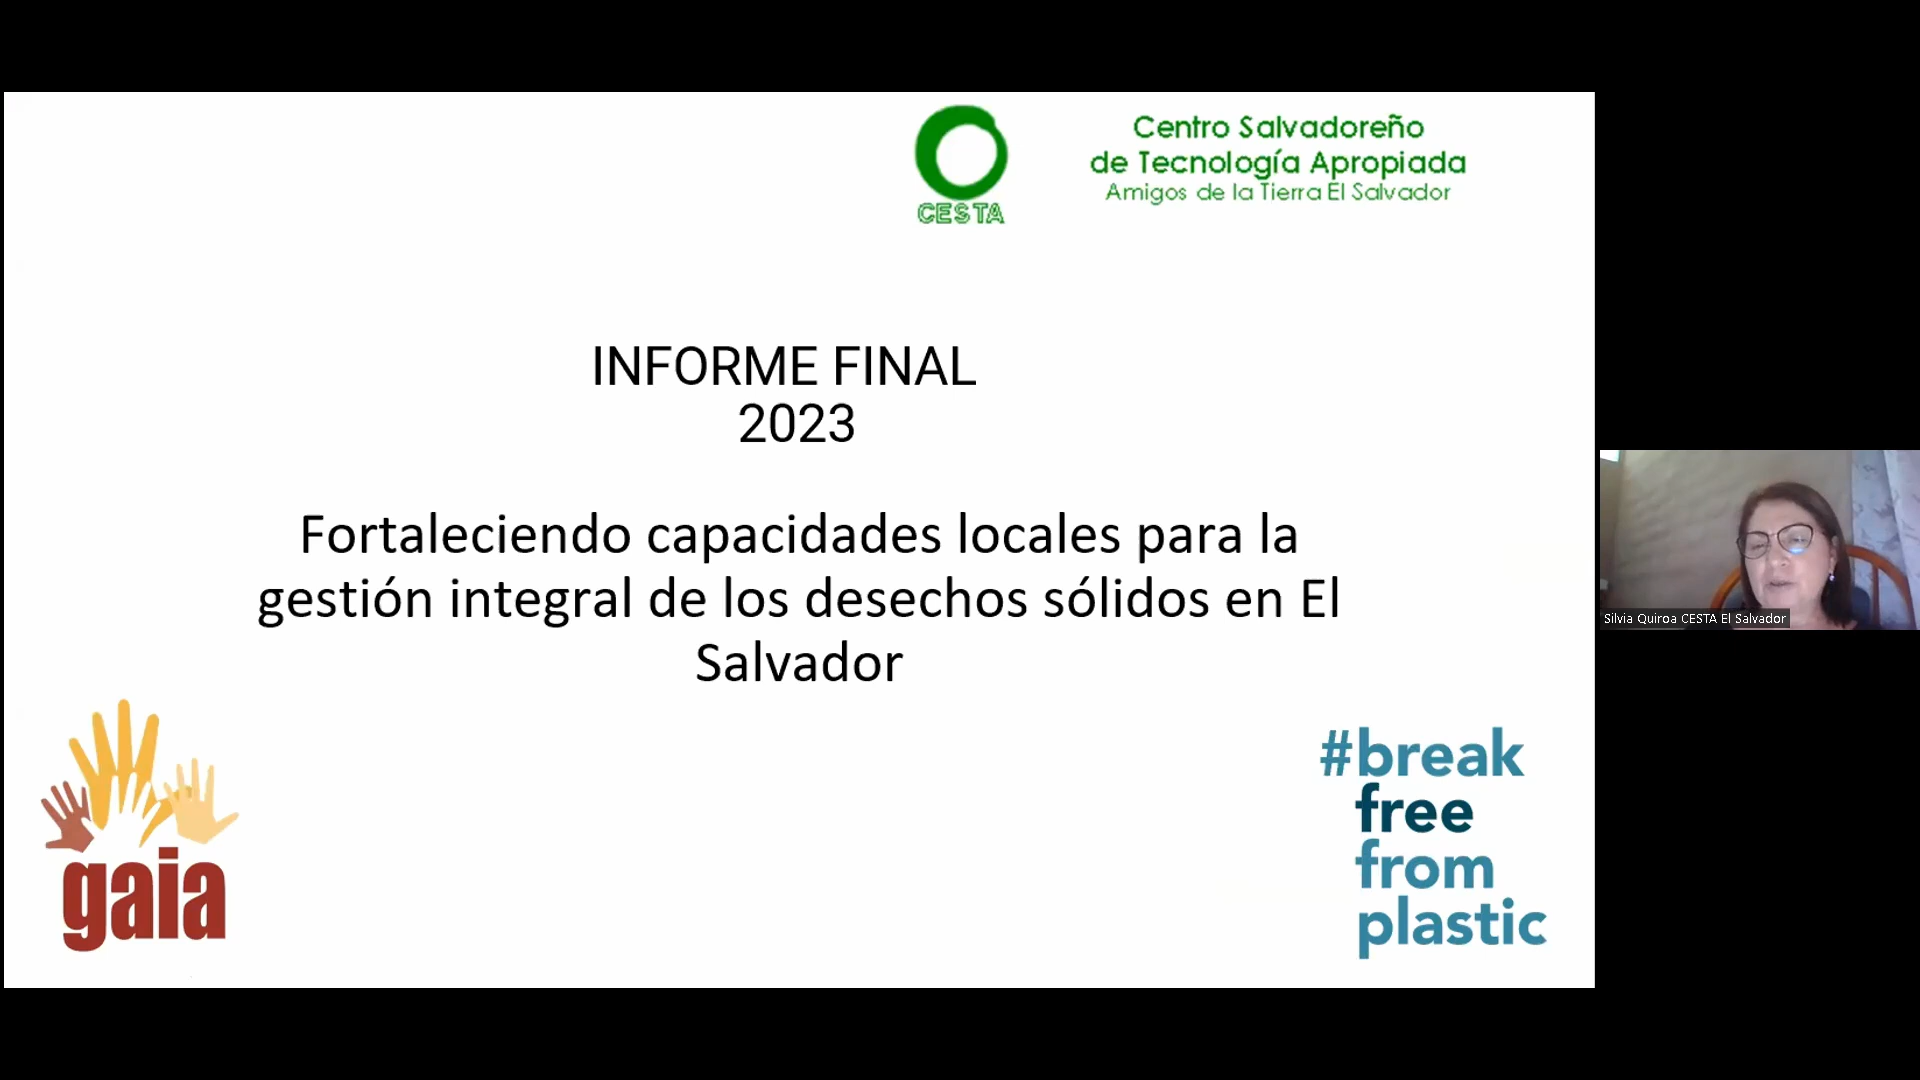 CESTA
Centro Salvadoreño
de Tecnología Apropiada
Amigos de la Tierra El Salvador
INFORME FINAL
2023
Fortaleciendo capacidades locales para la
gestión integral de los desechos sólidos en El
Salvador
gaia
#break
free
from
plastic
Silvia Quiroa CESTA El Salvador